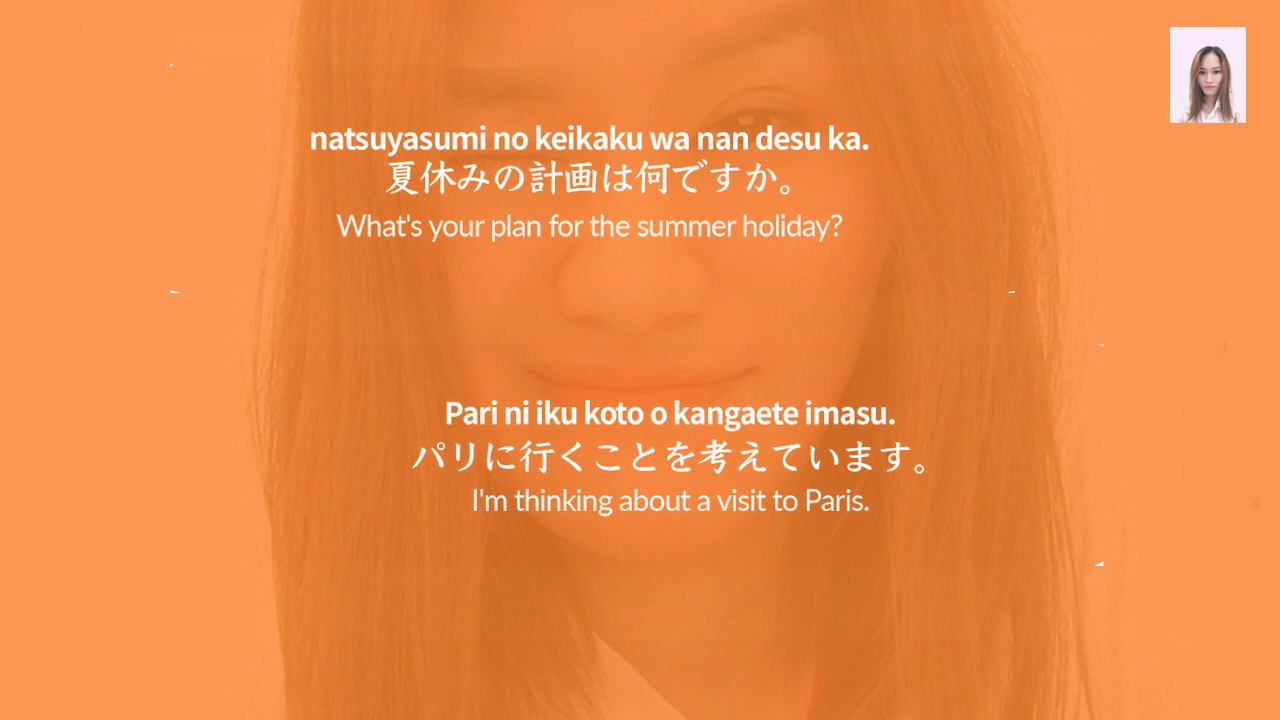 natsuyasumi no keikaku wa nan desu ka.
夏休みの計画は何ですか。
What's your plan for the summer holiday?
Pari ni iku koto o kangaete imasu.
パリに行くことを考えています。
I'm thinking about a visit to Paris.